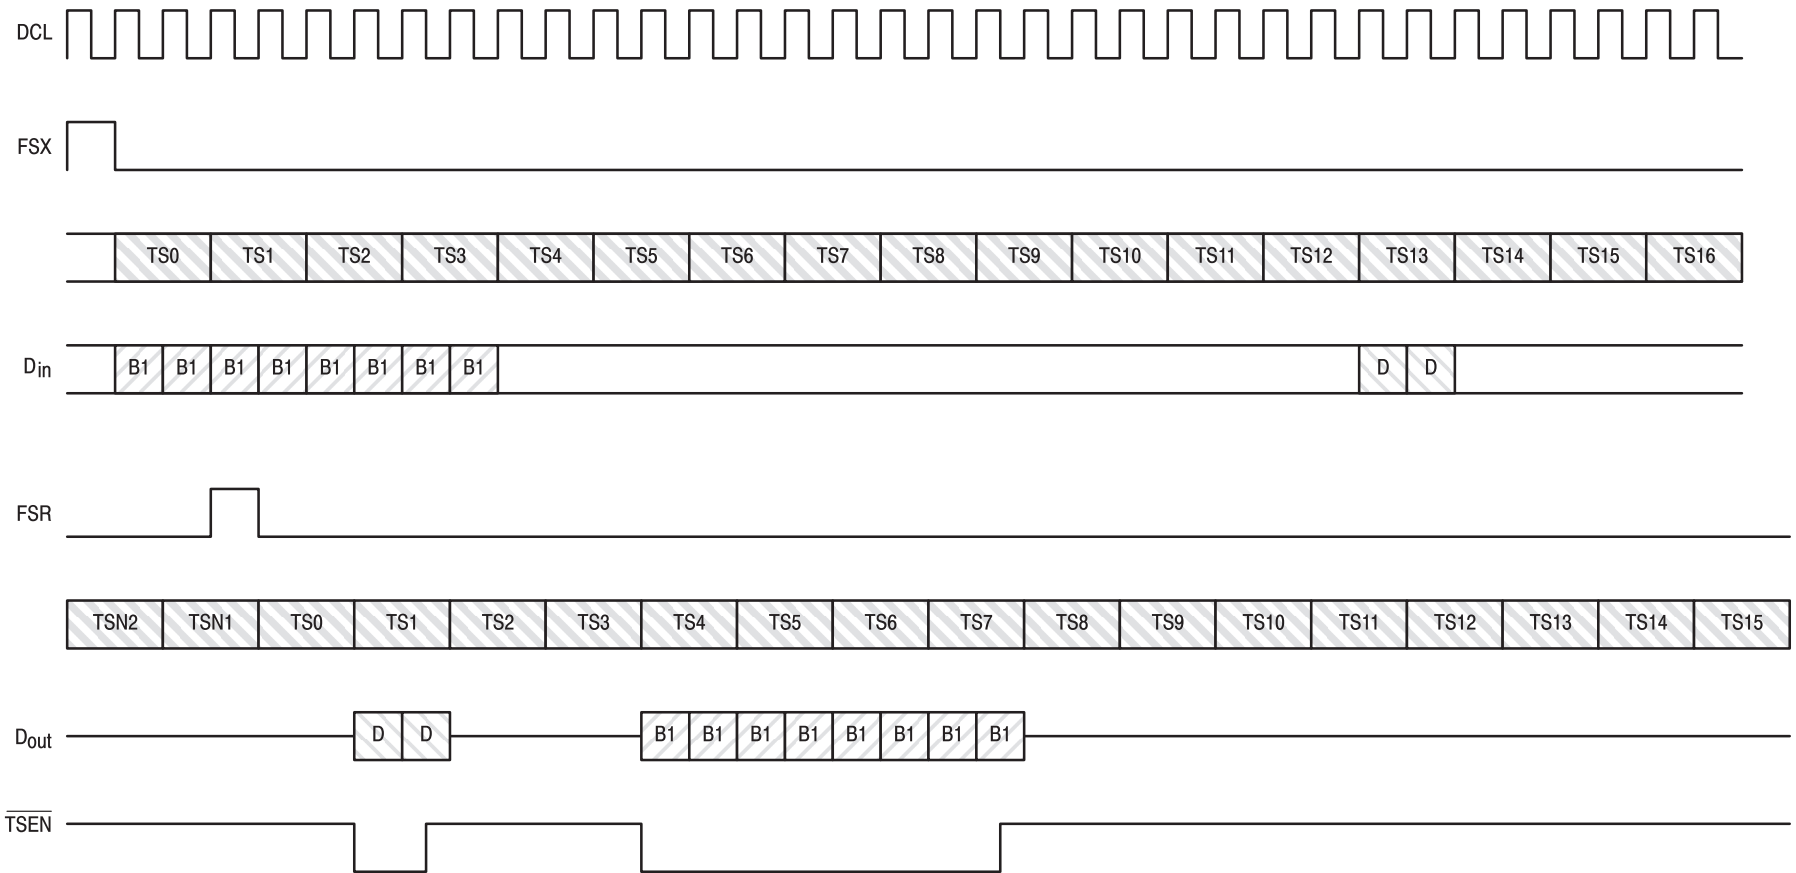 DCL
FSX
TS0 TS1 TS2 TS3 TS4 TS5 TS6 TS7 TS8 TS9 TS10 TS11 TS12 TS13 TS14 TS15 TS16
Din B1 B1 B1 B1 B1 B1 B1 B1 D D
FSR
TSN2 TSN1 TS0 TS1 TS2 TS3 TS4 TS5 TS6 TS7 TS8 TS9 TS10 TS11 TS12 TS13 TS14 TS15
Dout D D B1 B1 B1 B1 B1 B1 B1 B1
TSEN